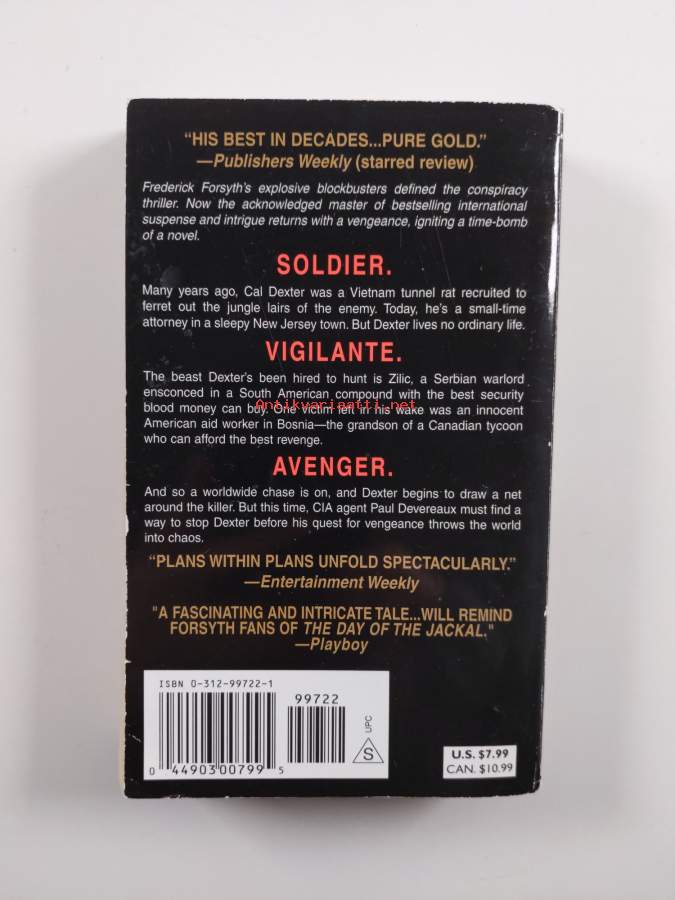 “HIS BEST IN DECADES...PURE GOLD.”
—Publishers Weekly (starred review)
Frederick Forsyth's explosive blockbusters defined the conspiracy
thriller. Now the acknowledged master of bestselling international
suspense and intrigue returns with a vengeance, igniting a time-bomb
of a novel.
SOLDIER.
Many years ago, Cal Dexter was a Vietnam tunnel rat recruited to
ferret out the jungle lairs of the enemy. Today, he's a small-time
attorney in a sleepy New Jersey town. But Dexter lives no ordinary life.
VIGILANTE.
The beast Dexter's been hired to hunt is Zilic, a Serbian warlord
ensconced in a South American compound with the best security
Antikvariaatti.net
blood money can buy. One victim left in his wake was an innocent
American aid worker in Bosnia—the grandson of a Canadian tycoon
who can afford the best revenge.
AVENGER.
And so a worldwide chase is on, and Dexter begins to draw a net
around the killer. But this time, CIA agent Paul Devereaux must find a
way to stop Dexter before his quest for vengeance throws the world
into chaos.
“PLANS WITHIN PLANS UNFOLD SPECTACULARLY.”
—Entertainment Weekly
"A FASCINATING AND INTRICATE TALE...WILL REMIND
FORSYTH FANS OF THE DAY OF THE JACKAL."
—Playboy
ISBN 0-312-99722-1
99722
UPC
S
0 44903 00799 5
U.S. $7.99
CAN. $10.99